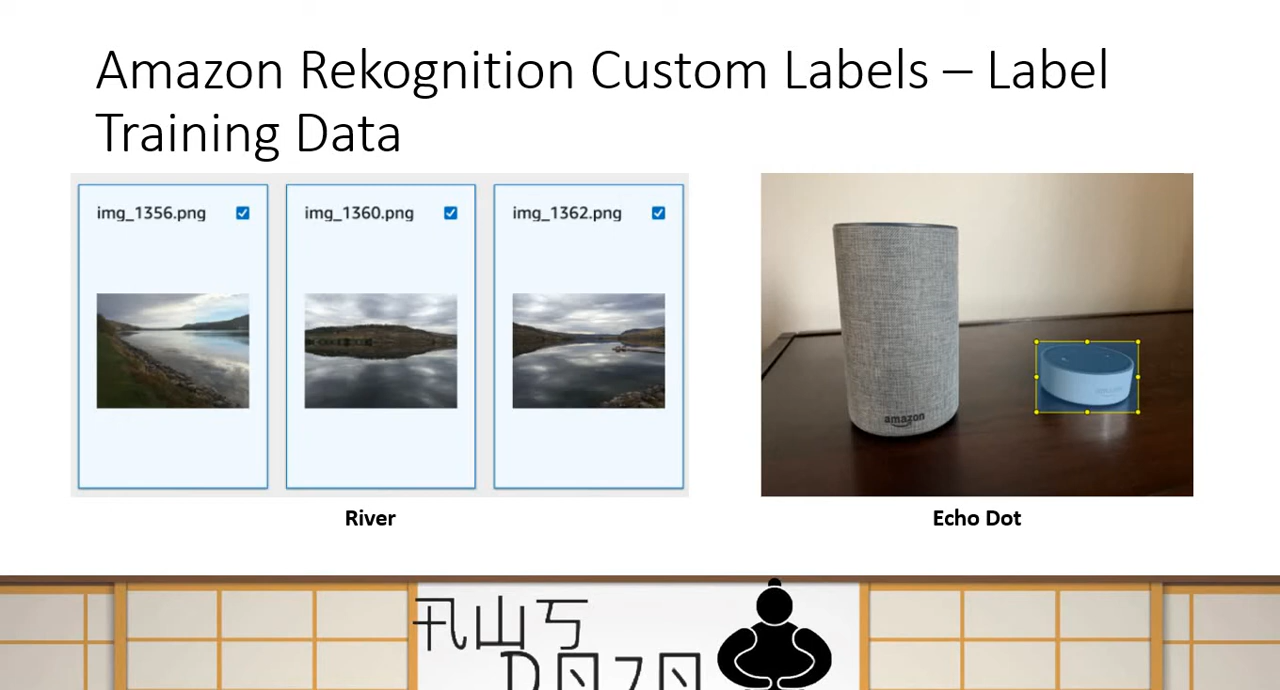 Amazon Rekognition Custom Labels – Label
Training Data
img_1356.png
img_1360.png
img_1362.png
amazon
River
Echo Dot